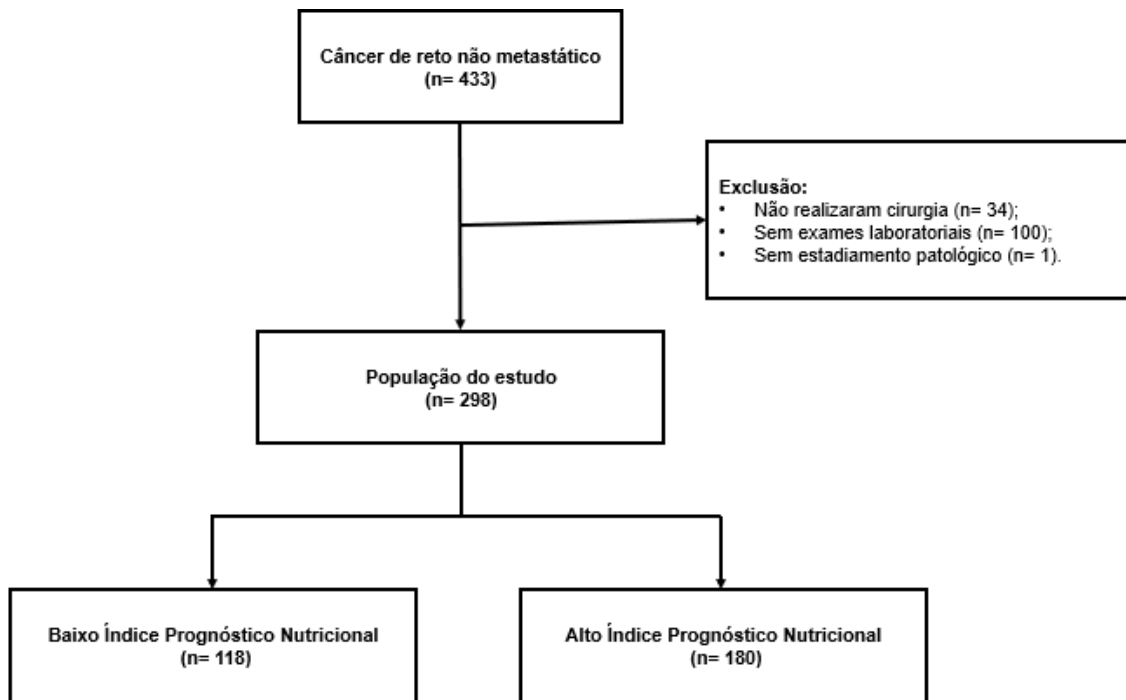 Câncer de reto não metastático
(n= 433)
Exclusão:
• Não realizaram cirurgia (n= 34);
• Sem exames laboratoriais (n= 100);
• Sem estadiamento patológico (n= 1).
População do estudo
(n= 298)
Baixo Índice Prognóstico Nutricional
(n= 118)
Alto Índice Prognóstico Nutricional
(n= 180)